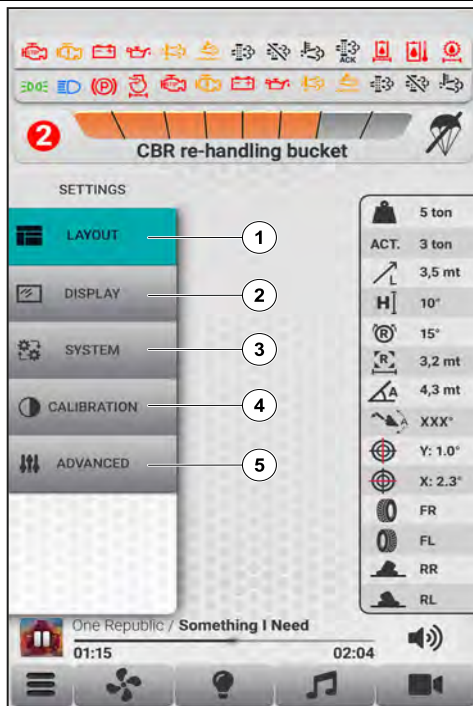 ACK
2
CBR re-handling bucket
SETTINGS
LAYOUT 1
DISPLAY 2
SYSTEM 3
CALIBRATION 4
ADVANCED 5
5 ton
ACT. 3 ton
L 3,5 mt
H 10°
R 15°
R 3,2 mt
A 4,3 mt
A XXX°
Y: 1.0°
X: 2.3°
FR
FL
RR
RL
One Republic / Something I Need
01:15 02:04